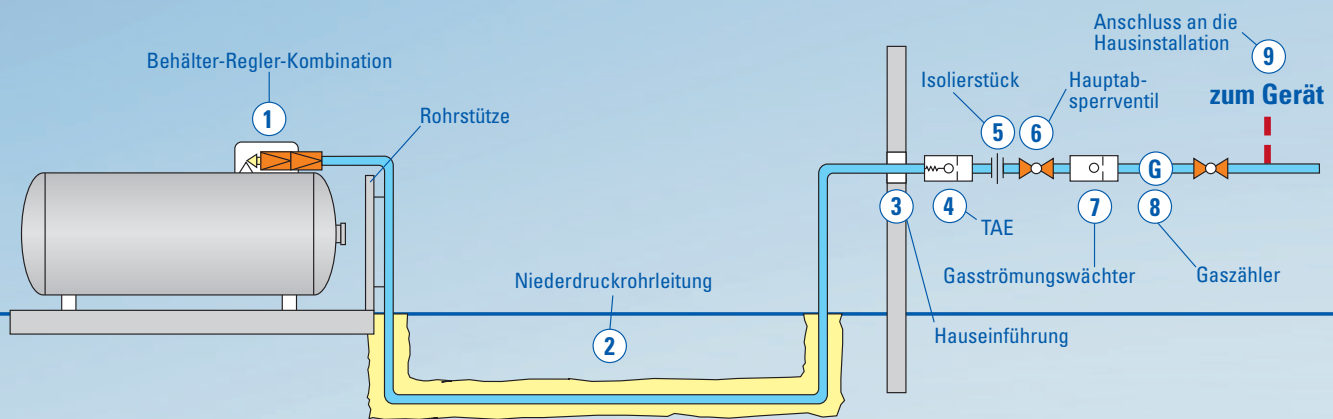 Behälter-Regler-Kombination
1
Rohrstütze
Niederdruckrohrleitung
2
3
Hauseinführung
4
TAE
Isolierstück
5
Hauptab-
sperrventil
6
7
Gasströmungswächter
G
8
Gaszähler
Anschluss an die
Hausinstallation
9
zum Gerät